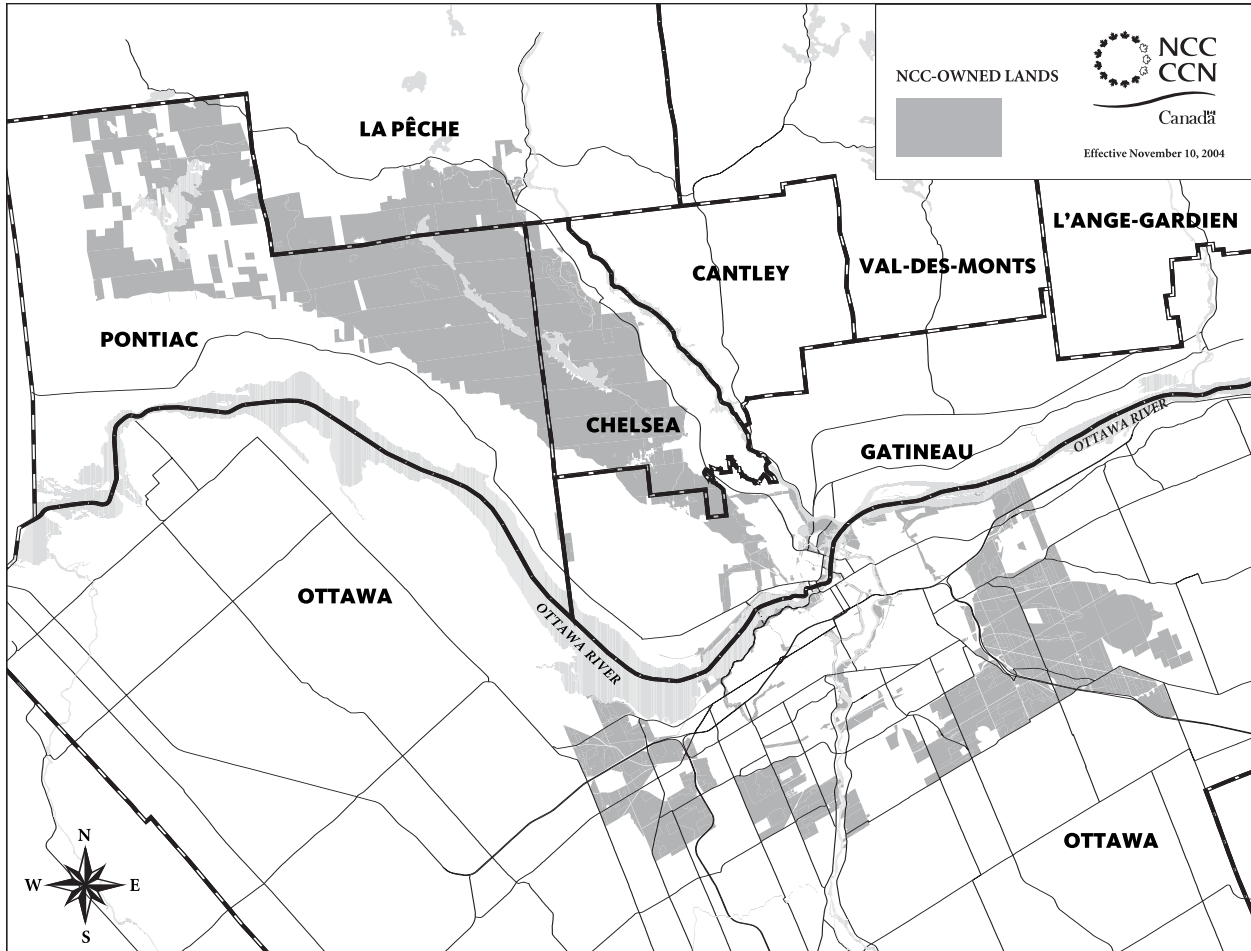 NCC-OWNED LANDS
NCC
CCN
Canada
Effective November 10, 2004
LA PÊCHE
L'ANGE-GARDIEN
CANTLEY
VAL-DES-MONTS
PONTIAC
CHELSEA
GATINEAU
OTTAWA RIVER
OTTAWA
OTTAWA RIVER
OTTAWA
N
W
E
S